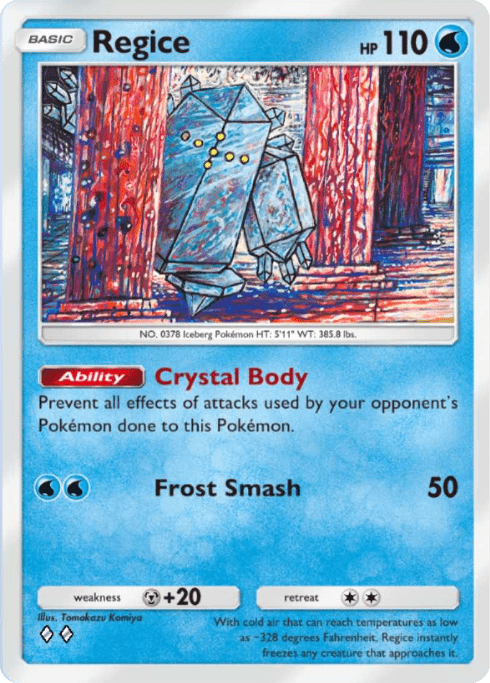 BASIC Regice HP 110
NO. 0378 Iceberg Pokémon HT: 5'11" WT: 385.8 lbs.
Ability Crystal Body
Prevent all effects of attacks used by your opponent's
Pokémon done to this Pokémon.
Frost Smash 50
weakness +20 retreat
Illus. Tomokazu Komiya
With cold air that can reach temperatures as low
as -328 degrees Fahrenheit, Regice instantly
freezes any creature that approaches it.